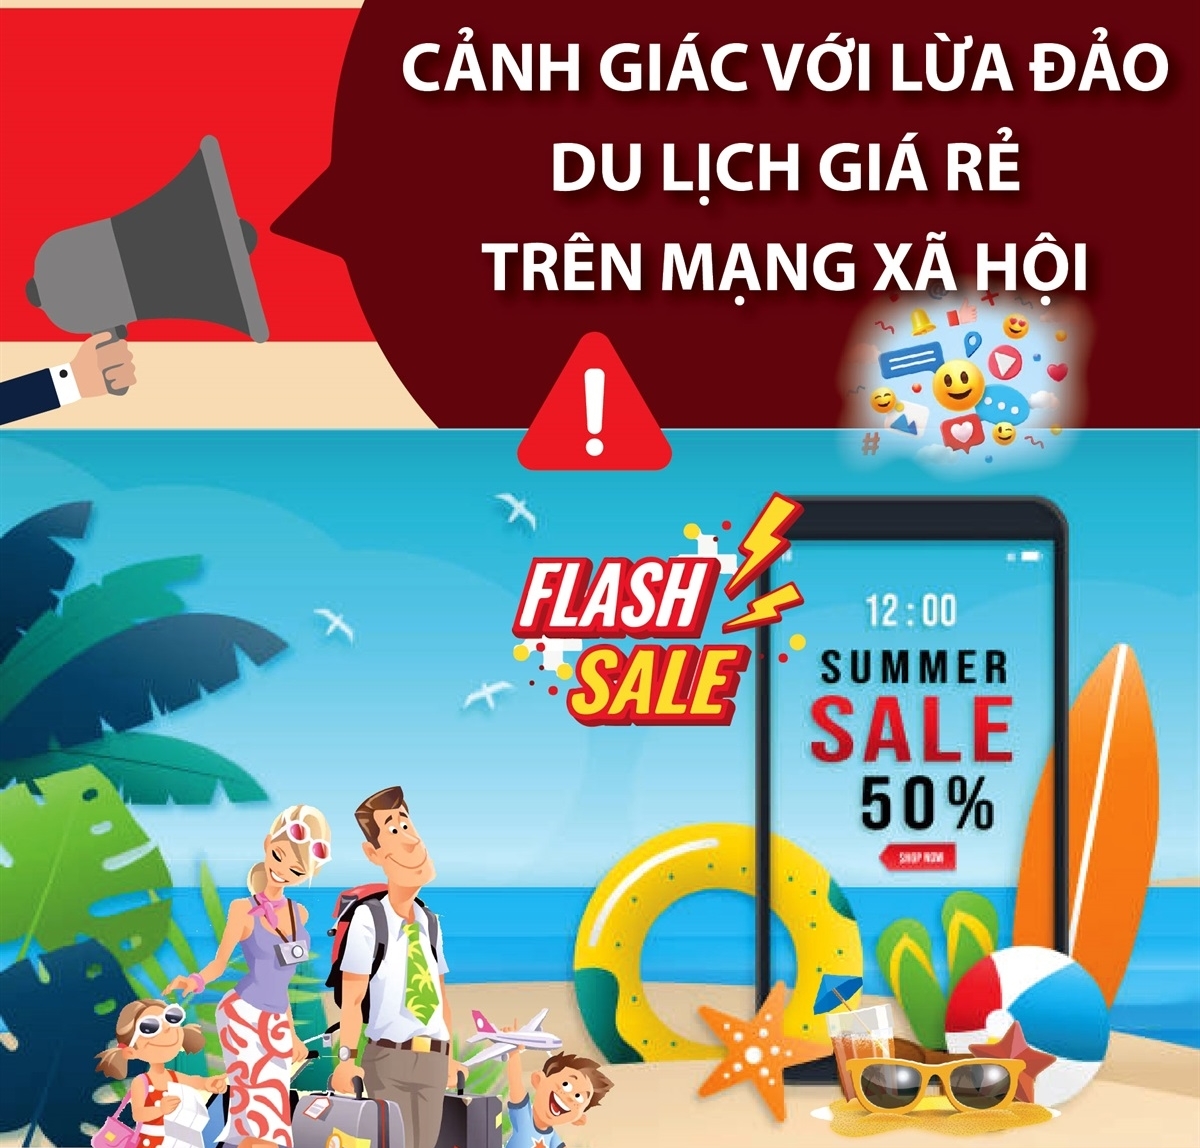 CẢNH GIÁC VỚI LỪA ĐẢO
DU LỊCH GIÁ RẺ
TRÊN MẠNG XÃ HỘI
!
#
FLASH
SALE
12:00
SUMMER
SALE
50%
SHOP NOW